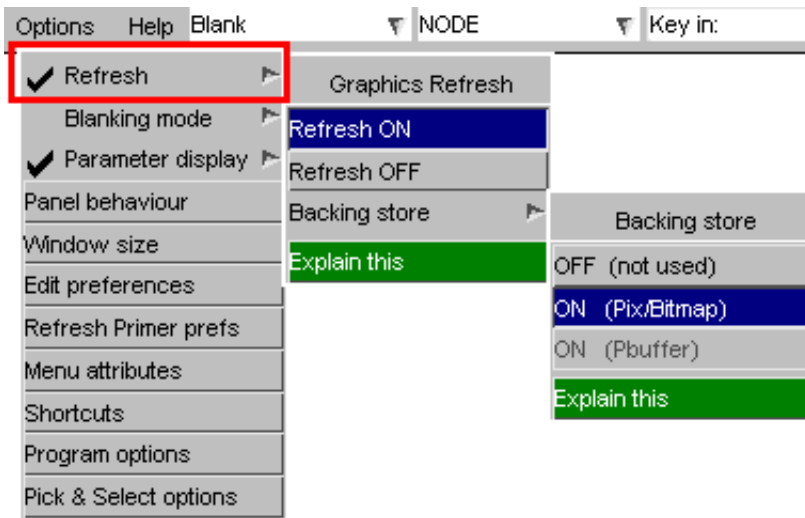 Options Help Blank NODE Key in:
Refresh
Blanking mode
Parameter display
Panel behaviour
Window size
Edit preferences
Refresh Primer prefs
Menu attributes
Shortcuts
Program options
Pick & Select options
Graphics Refresh
Refresh ON
Refresh OFF
Backing store
Explain this
Backing store
OFF (not used)
ON (Pix/Bitmap)
ON (Pbuffer)
Explain this